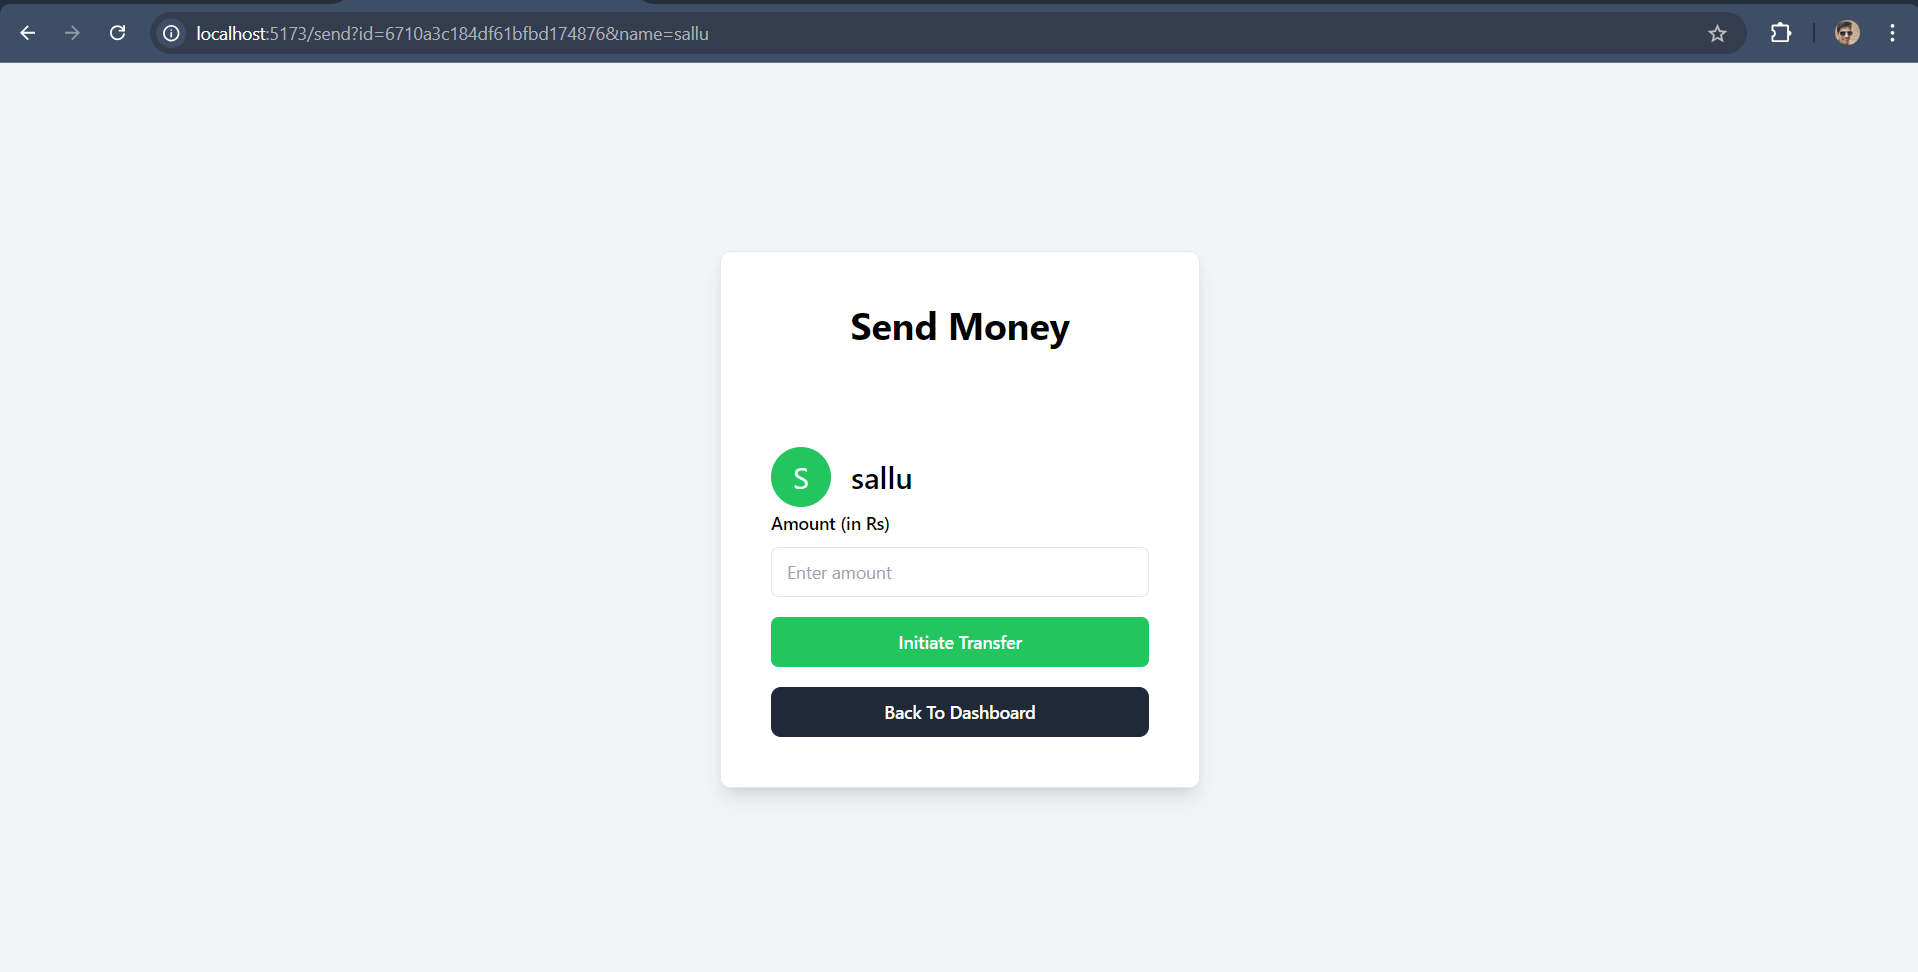 localhost:5173/send?id=6710a3c184df61bfbd174876&name=sallu
Send Money
S
sallu
Amount (in Rs)
Enter amount
Initiate Transfer
Back To Dashboard